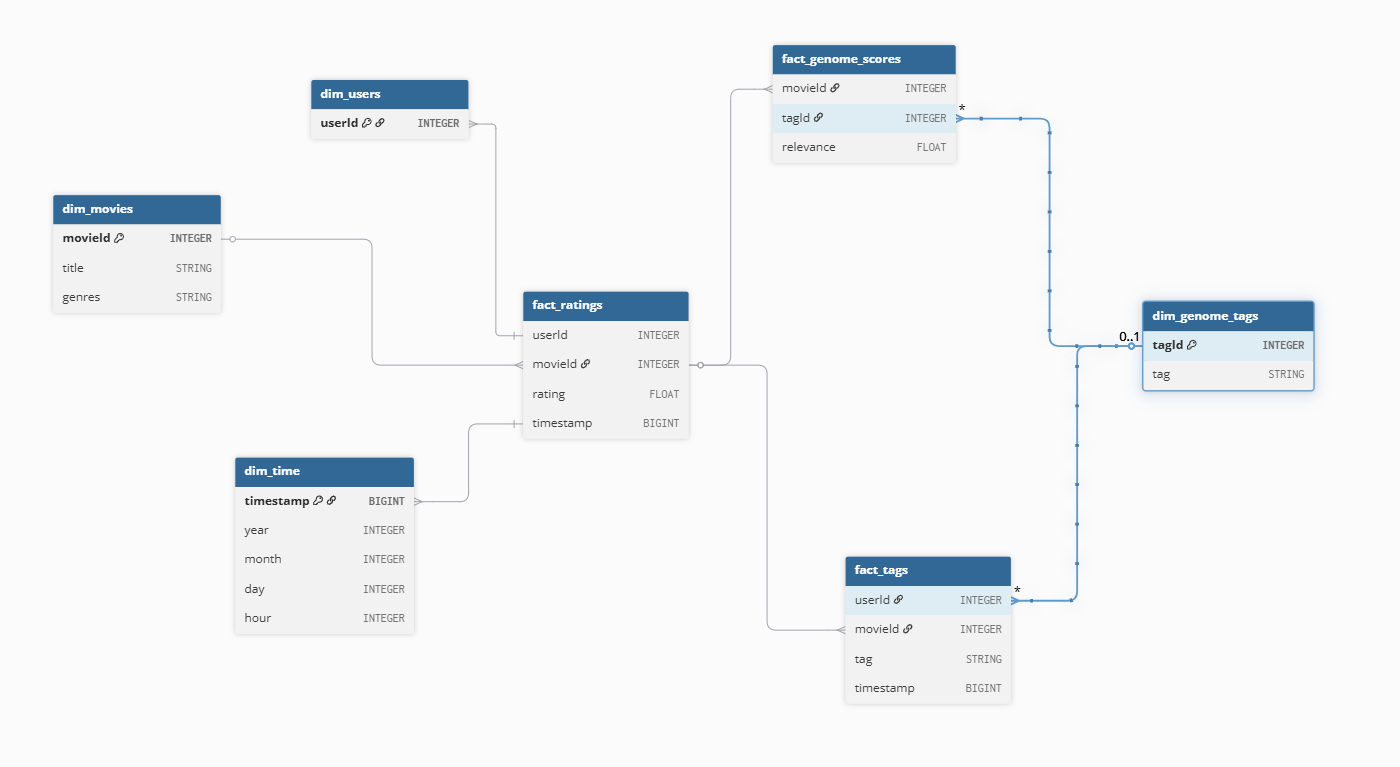 dim_users
userId INTEGER
dim_movies
movieId INTEGER
title STRING
genres STRING
fact_ratings
userId INTEGER
movieId INTEGER
rating FLOAT
timestamp BIGINT
dim_time
timestamp BIGINT
year INTEGER
month INTEGER
day INTEGER
hour INTEGER
fact_genome_scores
movieId INTEGER
tagId INTEGER
relevance FLOAT
*
dim_genome_tags
0..1
tagId INTEGER
tag STRING
fact_tags
*
userId INTEGER
movieId INTEGER
tag STRING
timestamp BIGINT